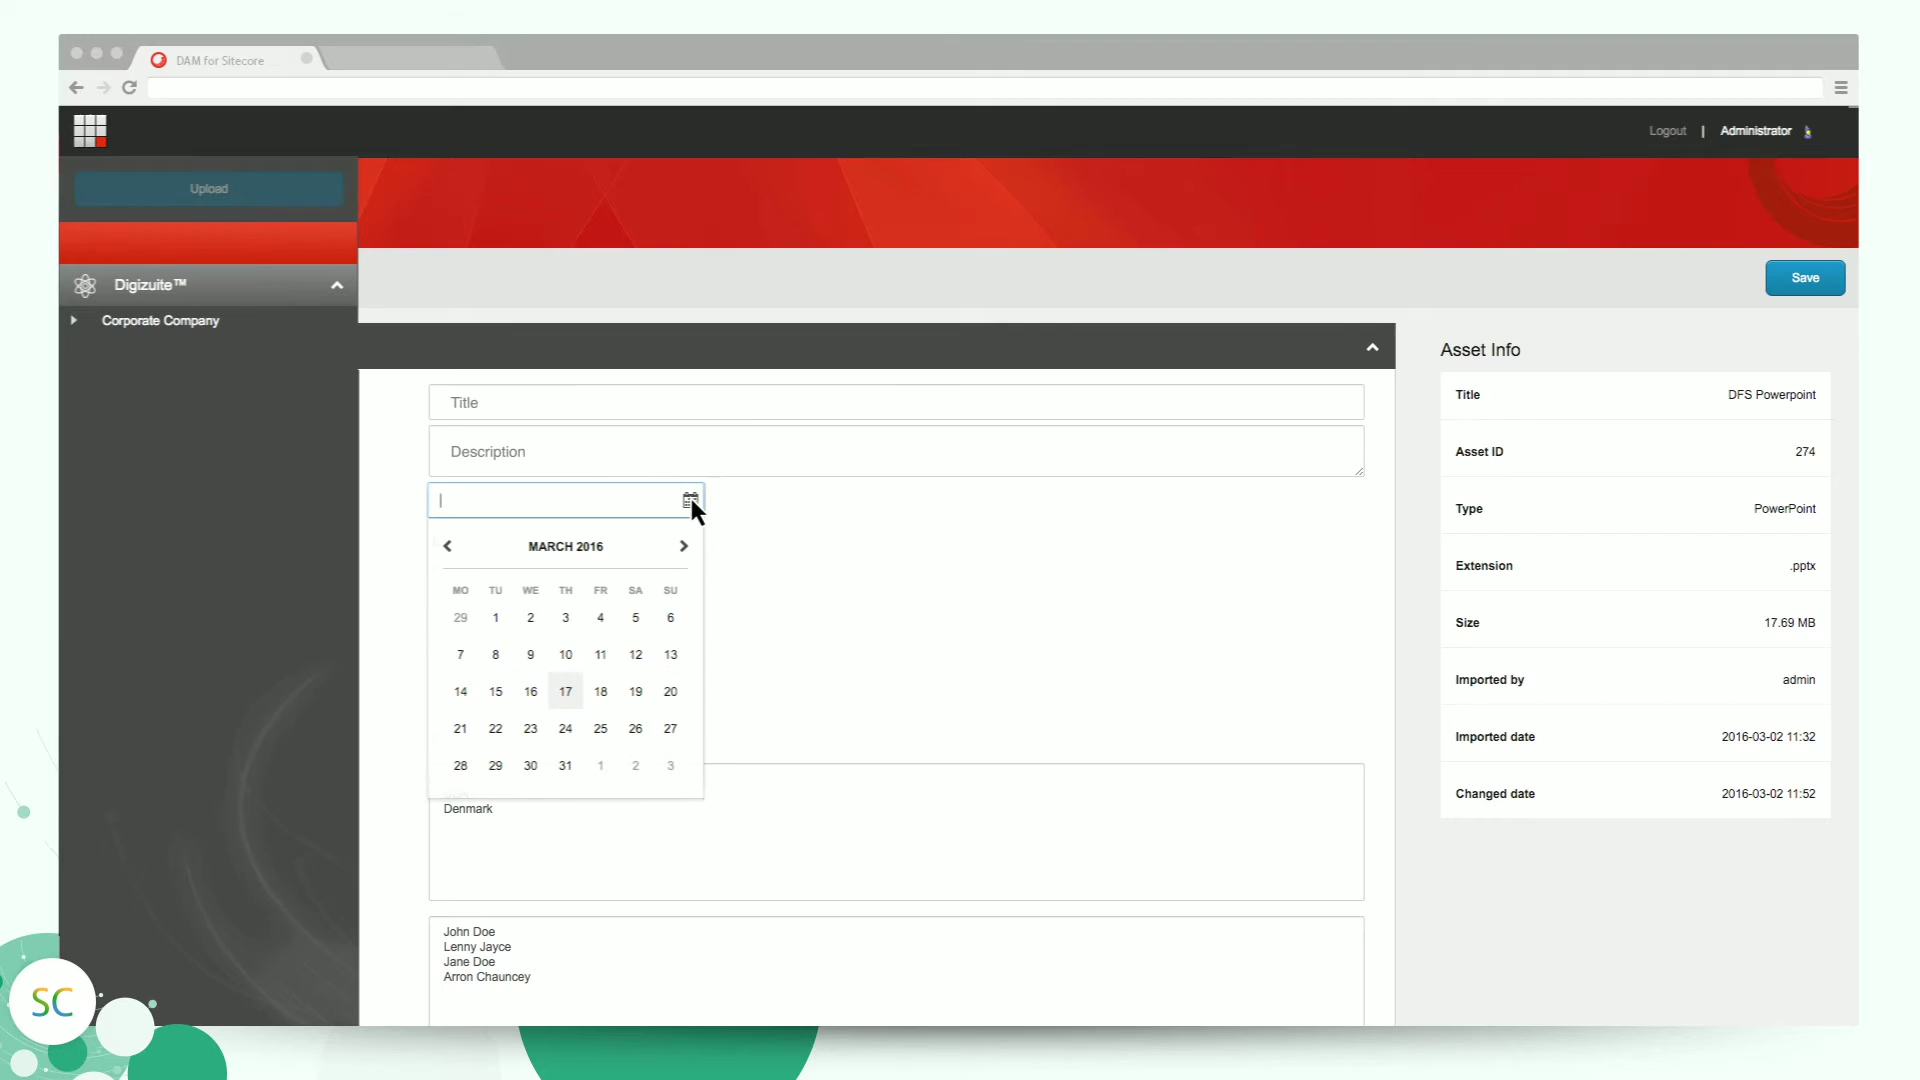 DAM for Sitecore
Logout | Administrator
Upload
Digizuite™
Save
Corporate Company
Asset Info
Title
Description
Title DFS Powerpoint
Asset ID 274
Type PowerPoint
Extension .pptx
Size 17.69 MB
Imported by admin
Imported date 2016-03-02 11:32
Changed date 2016-03-02 11:52
MARCH 2016
MO TU WE TH FR SA SU
29 1 2 3 4 5 6
7 8 9 10 11 12 13
14 15 16 17 18 19 20
21 22 23 24 25 26 27
28 29 30 31 1 2 3
Denmark
John Doe
Lenny Jayce
Jane Doe
Arron Chauncey
SC